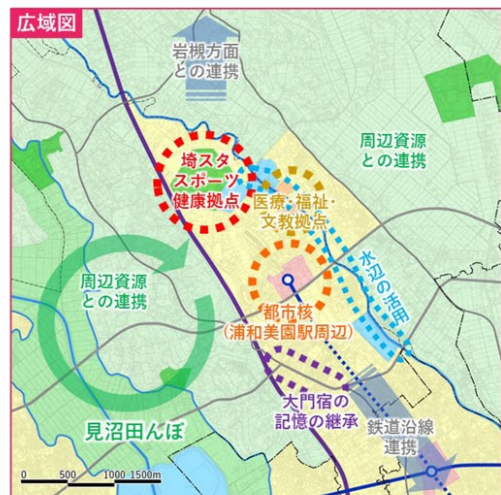 広域図
岩槻方面
との連携
周辺資源
との連携
埼スタ
スポーツ
健康拠点
医療・福祉・
文教拠点
水辺の活用
周辺資源
との連携
都市核
(浦和美園駅周辺)
大門宿の
記憶の継承
見沼田んぼ
鉄道沿線
連携
0 500 1000 1500m